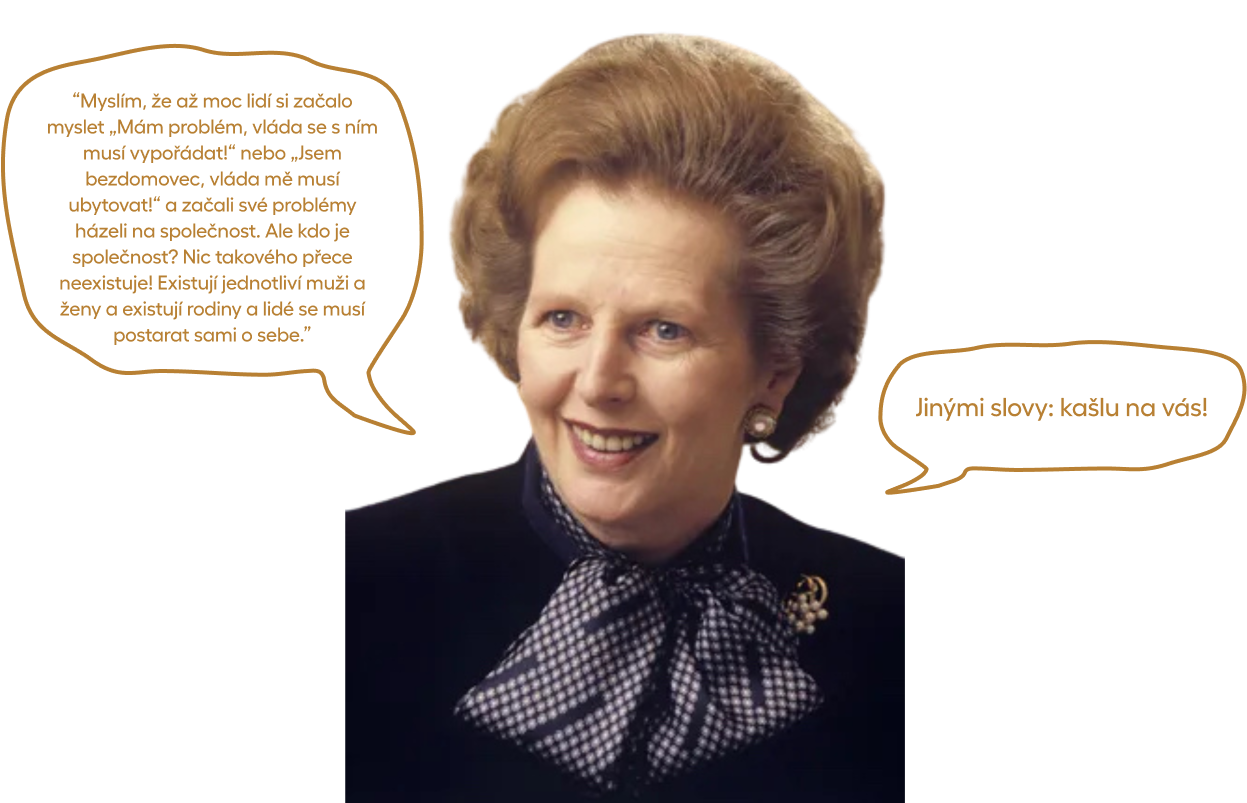 “Myslím, že až moc lidí si začalo
myslet „Mám problém, vláda se s ním
musí vypořádat!“ nebo „Jsem
bezdomovec, vláda mě musí
ubytovat!“ a začali své problémy
házeli na společnost. Ale kdo je
společnost? Nic takového přece
neexistuje! Existují jednotliví muži a
ženy a existují rodiny a lidé se musí
postarat sami o sebe.”
Jinými slovy: kašlu na vás!